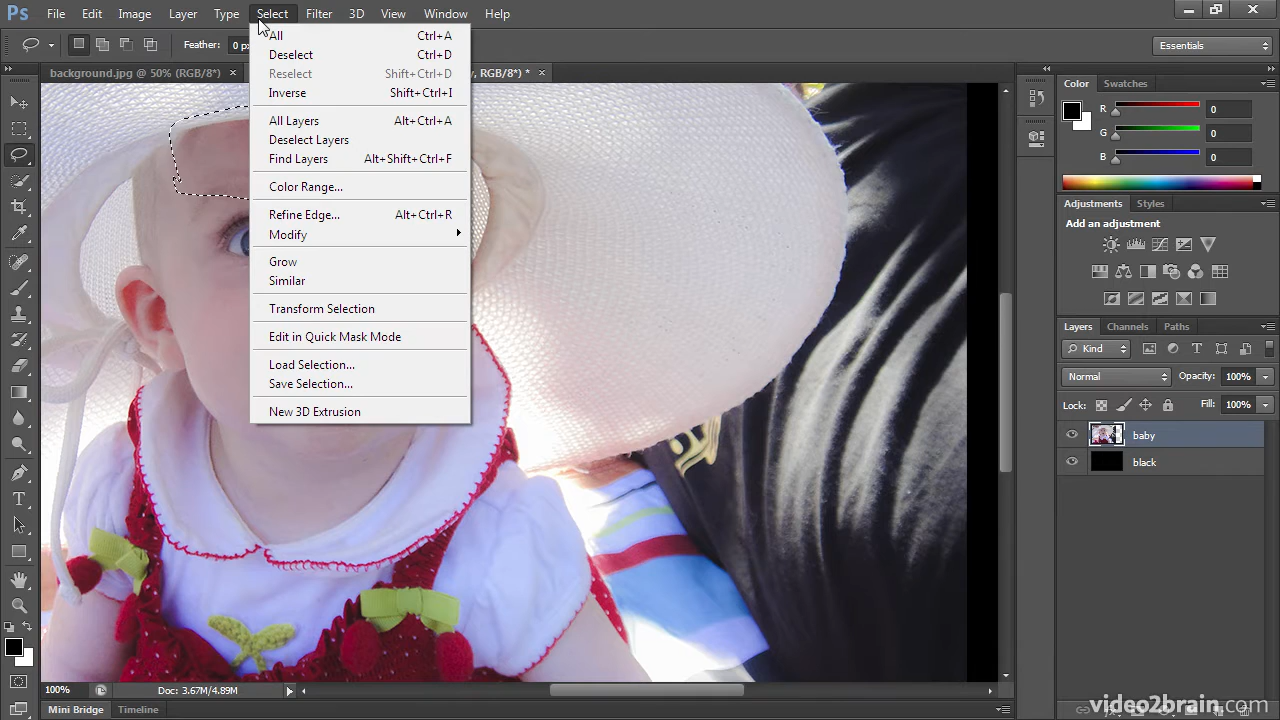 Ps File Edit Image Layer Type Select Filter 3D View Window Help
Feather: 0 p
Essentials
background.jpg @ 50% (RGB/8*) × y, RGB/8*) * ×
All Ctrl+A
Deselect Ctrl+D
Reselect Shift+Ctrl+D
Inverse Shift+Ctrl+I
All Layers Alt+Ctrl+A
Deselect Layers
Find Layers Alt+Shift+Ctrl+F
Color Range...
Refine Edge... Alt+Ctrl+R
Modify
Grow
Similar
Transform Selection
Edit in Quick Mask Mode
Load Selection...
Save Selection...
New 3D Extrusion
Color Swatches
R 0
G 0
B 0
Adjustments Styles
Add an adjustment
Layers Channels Paths
Kind
Normal Opacity: 100%
Lock: Fill: 100%
baby
black
100% Doc: 3.67M/4.89M
Mini Bridge Timeline
video2brain.com